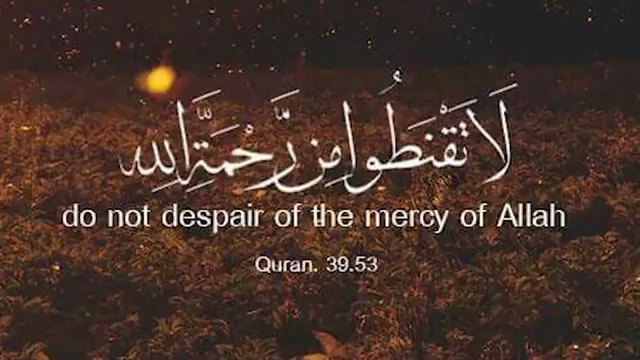 لَا تَقْنَطُوا مِن رَّحْمَةِ اللَّهِ
do not despair of the mercy of Allah
Quran. 39.53